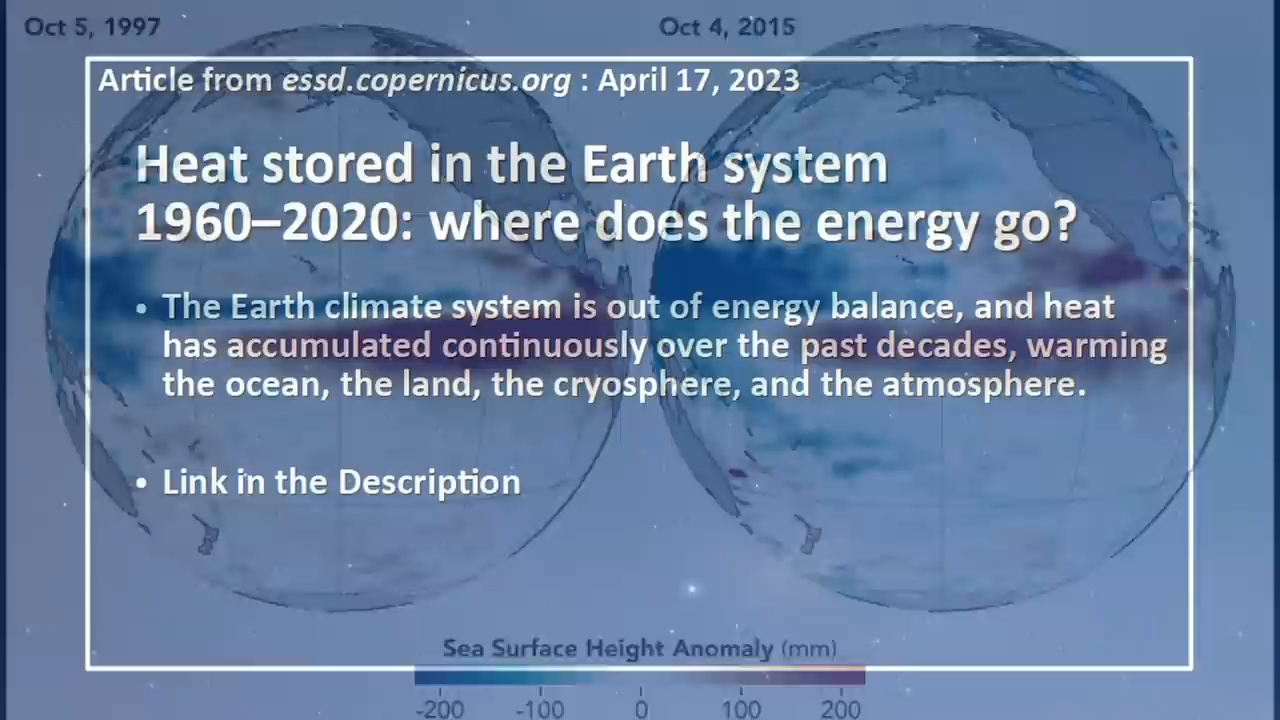 Oct 5, 1997
Oct 4, 2015
Article from essd.copernicus.org : April 17, 2023
Heat stored in the Earth system
1960–2020: where does the energy go?
• The Earth climate system is out of energy balance, and heat
has accumulated continuously over the past decades, warming
the ocean, the land, the cryosphere, and the atmosphere.
• Link in the Description
Sea Surface Height Anomaly (mm)
-200 -100 0 100 200